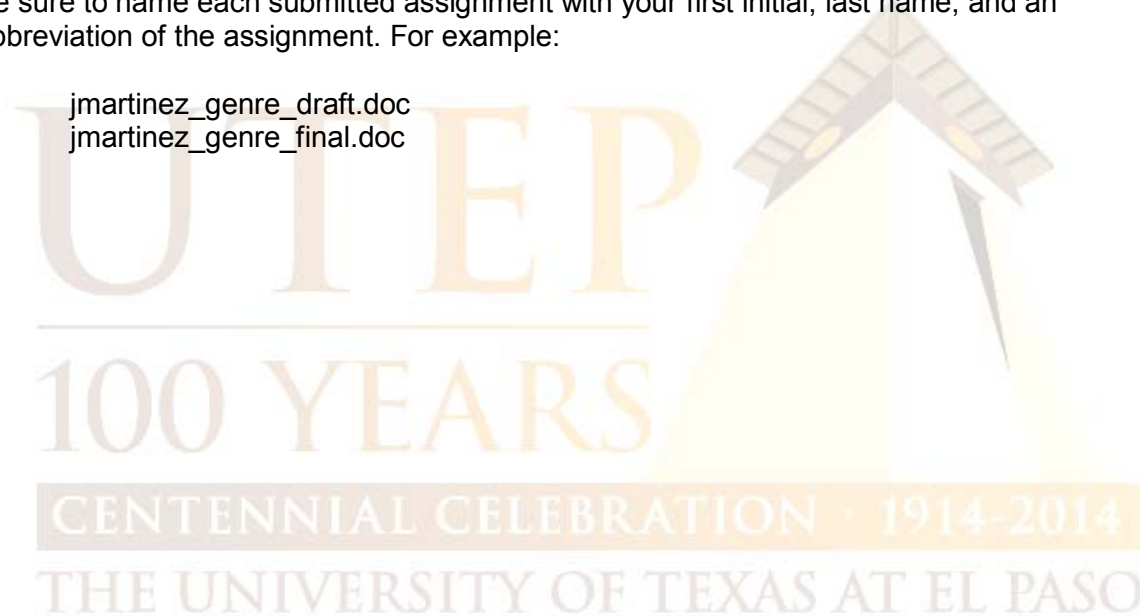 e sure to name each submitted assignment with your first initial, last name, and an
bbreviation of the assignment. For example:
jmartinez_genre_draft.doc
jmartinez_genre_final.doc
UTEP
100 YEARS
CENTENNIAL CELEBRATION · 1914-2014
THE UNIVERSITY OF TEXAS AT EL PASO